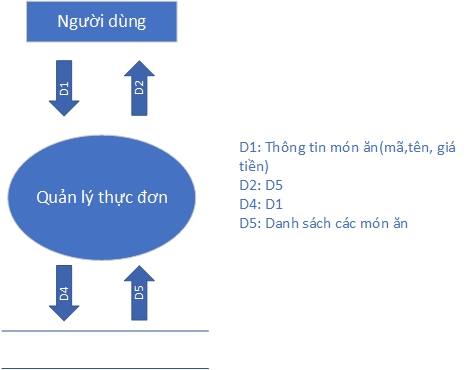 Người dùng
D1
D2
Quản lý thực đơn
D1: Thông tin món ăn(mã,tên, giá
tiền)
D2: D5
D4: D1
D5: Danh sách các món ăn
D4
D5